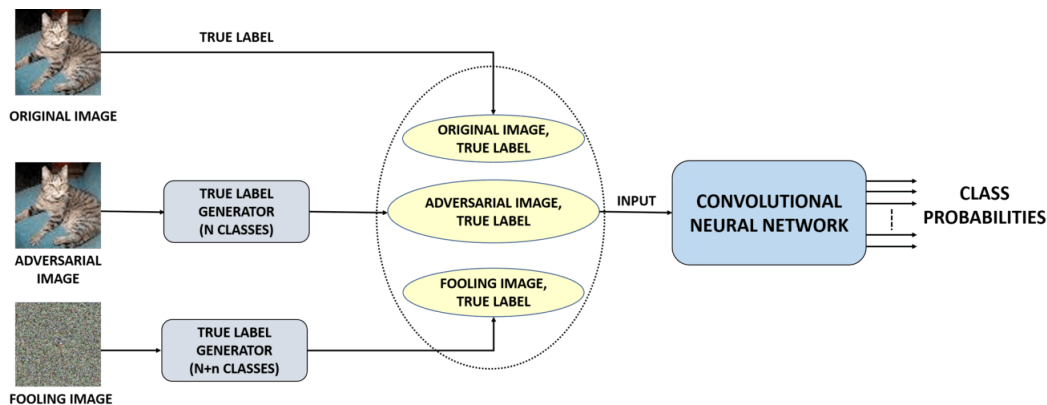 TRUE LABEL
ORIGINAL IMAGE
ORIGINAL IMAGE,
TRUE LABEL
TRUE LABEL
GENERATOR
(N CLASSES)
ADVERSARIAL IMAGE,
TRUE LABEL
INPUT
CONVOLUTIONAL
NEURAL NETWORK
CLASS
PROBABILITIES
ADVERSARIAL
IMAGE
FOOLING IMAGE,
TRUE LABEL
TRUE LABEL
GENERATOR
(N+n CLASSES)
FOOLING IMAGE